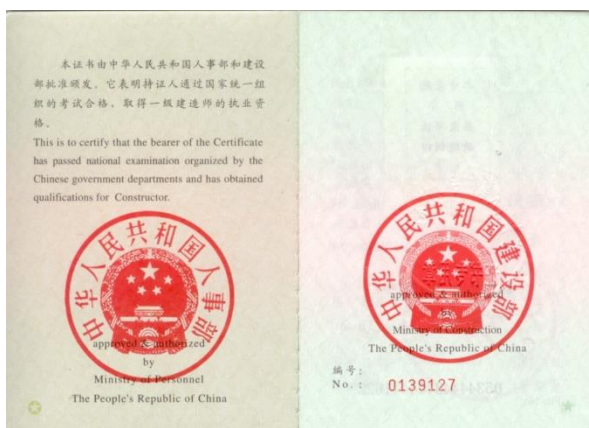 本证书由中华人民共和国人事部和建设
部批准颁发。它表明持证人通过国家统一组
织的考试合格，取得一级建造师的执业资
格。
This is to certify that the bearer of the Certificate
has passed national examination organized by the
Chinese government departments and has obtained
qualifications for Constructor.
中华人民共和国人事部
approved & authorized
by
Ministry of Personnel
The People's Republic of China
中华人民共和国建设部
approved & authorized
by
Ministry of Construction
The People's Republic of China
编号:
No.: 0139127